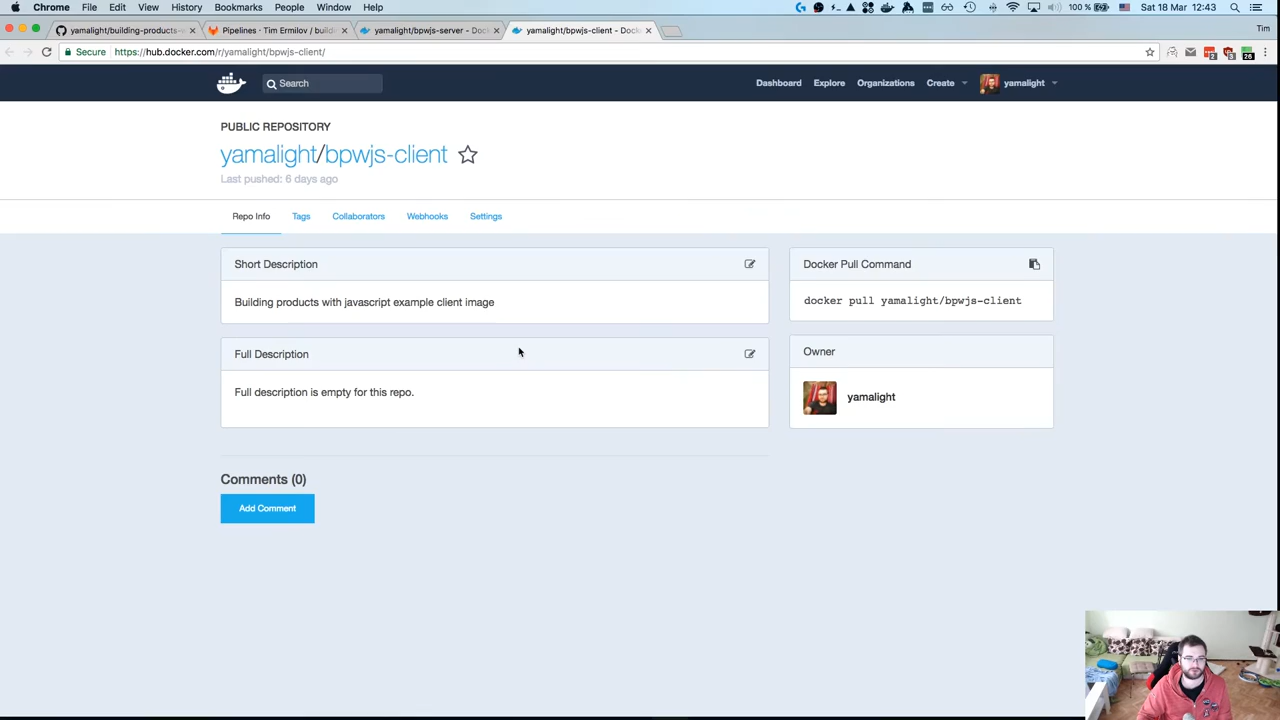 Chrome File Edit View History Bookmarks People Window Help 100 % Sat 18 Mar 12:43
yamalight/building-products- Pipelines · Tim Ermilov / build yamalight/bpwjs-server - Dock yamalight/bpwjs-client - Docke Tim
Secure https://hub.docker.com/r/yamalight/bpwjs-client/
Search Dashboard Explore Organizations Create yamalight
PUBLIC REPOSITORY
yamalight/bpwjs-client
Last pushed: 6 days ago
Repo Info Tags Collaborators Webhooks Settings
Short Description
Building products with javascript example client image
Full Description
Full description is empty for this repo.
Docker Pull Command
docker pull yamalight/bpwjs-client
Owner
yamalight
Comments (0)
Add Comment